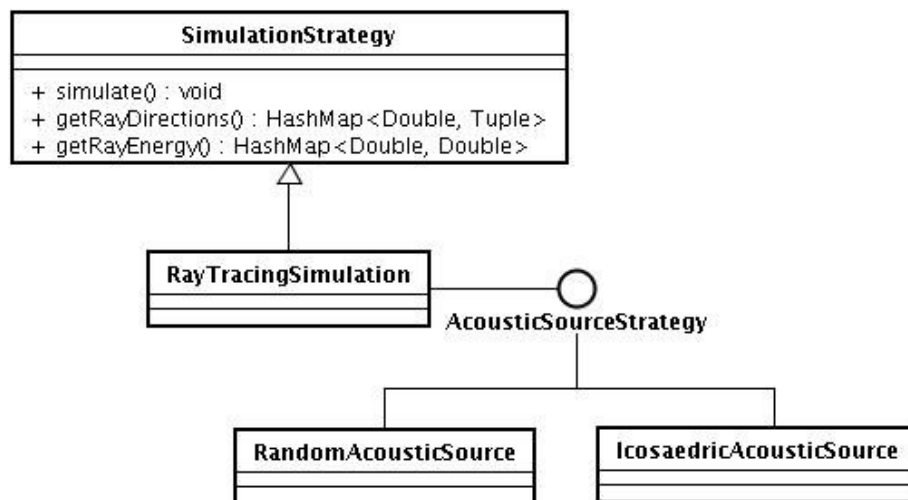 SimulationStrategy
+ simulate() : void
+ getRayDirections() : HashMap<Double, Tuple>
+ getRayEnergy() : HashMap<Double, Double>
RayTracingSimulation
AcousticSourceStrategy
RandomAcousticSource
IcosaedricAcousticSource